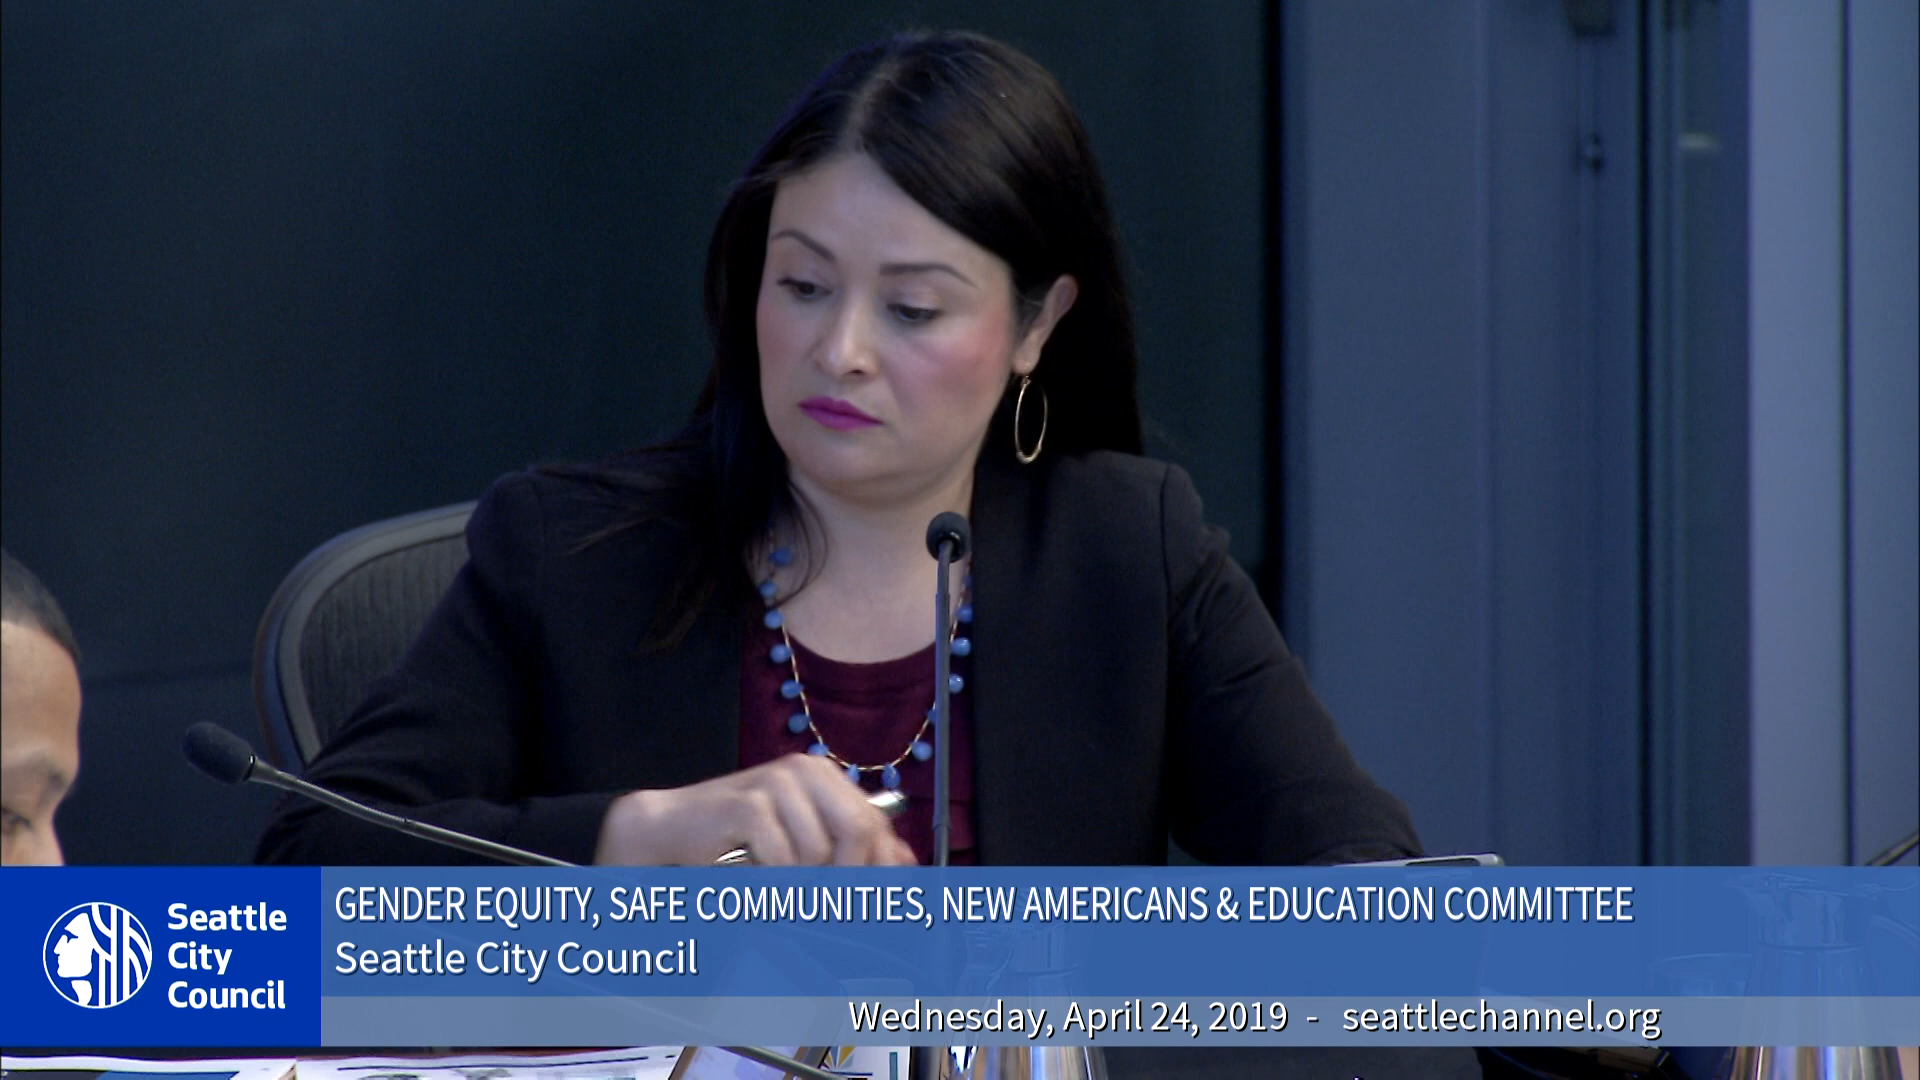 Seattle
City
Council
GENDER EQUITY, SAFE COMMUNITIES, NEW AMERICANS & EDUCATION COMMITTEE
Seattle City Council
Wednesday, April 24, 2019 - seattlechannel.org